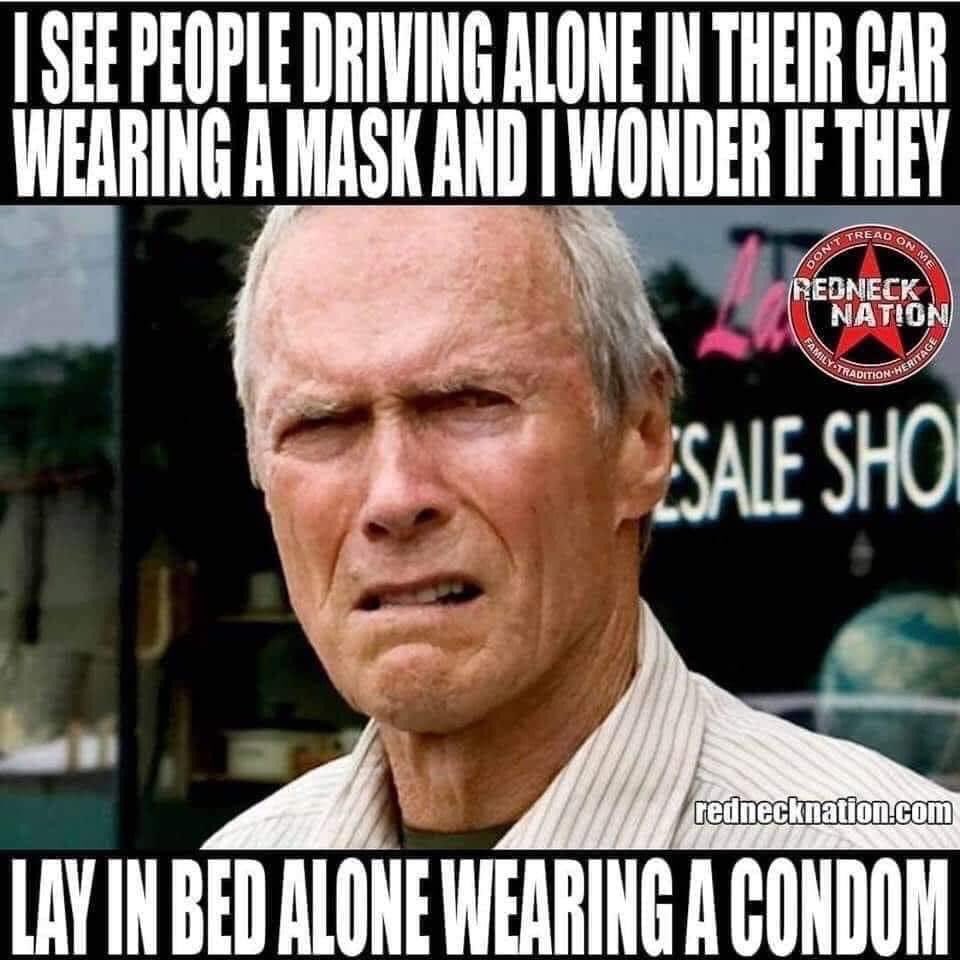 I SEE PEOPLE DRIVING ALONE IN THEIR CAR
WEARING A MASK AND I WONDER IF THEY
DON'T TREAD ON ME
REDNECK
NATION
FAMILY-TRADITION-HERITAGE
La
ESALE SHO
rednecknation.com
LAY IN BED ALONE WEARING A CONDOM